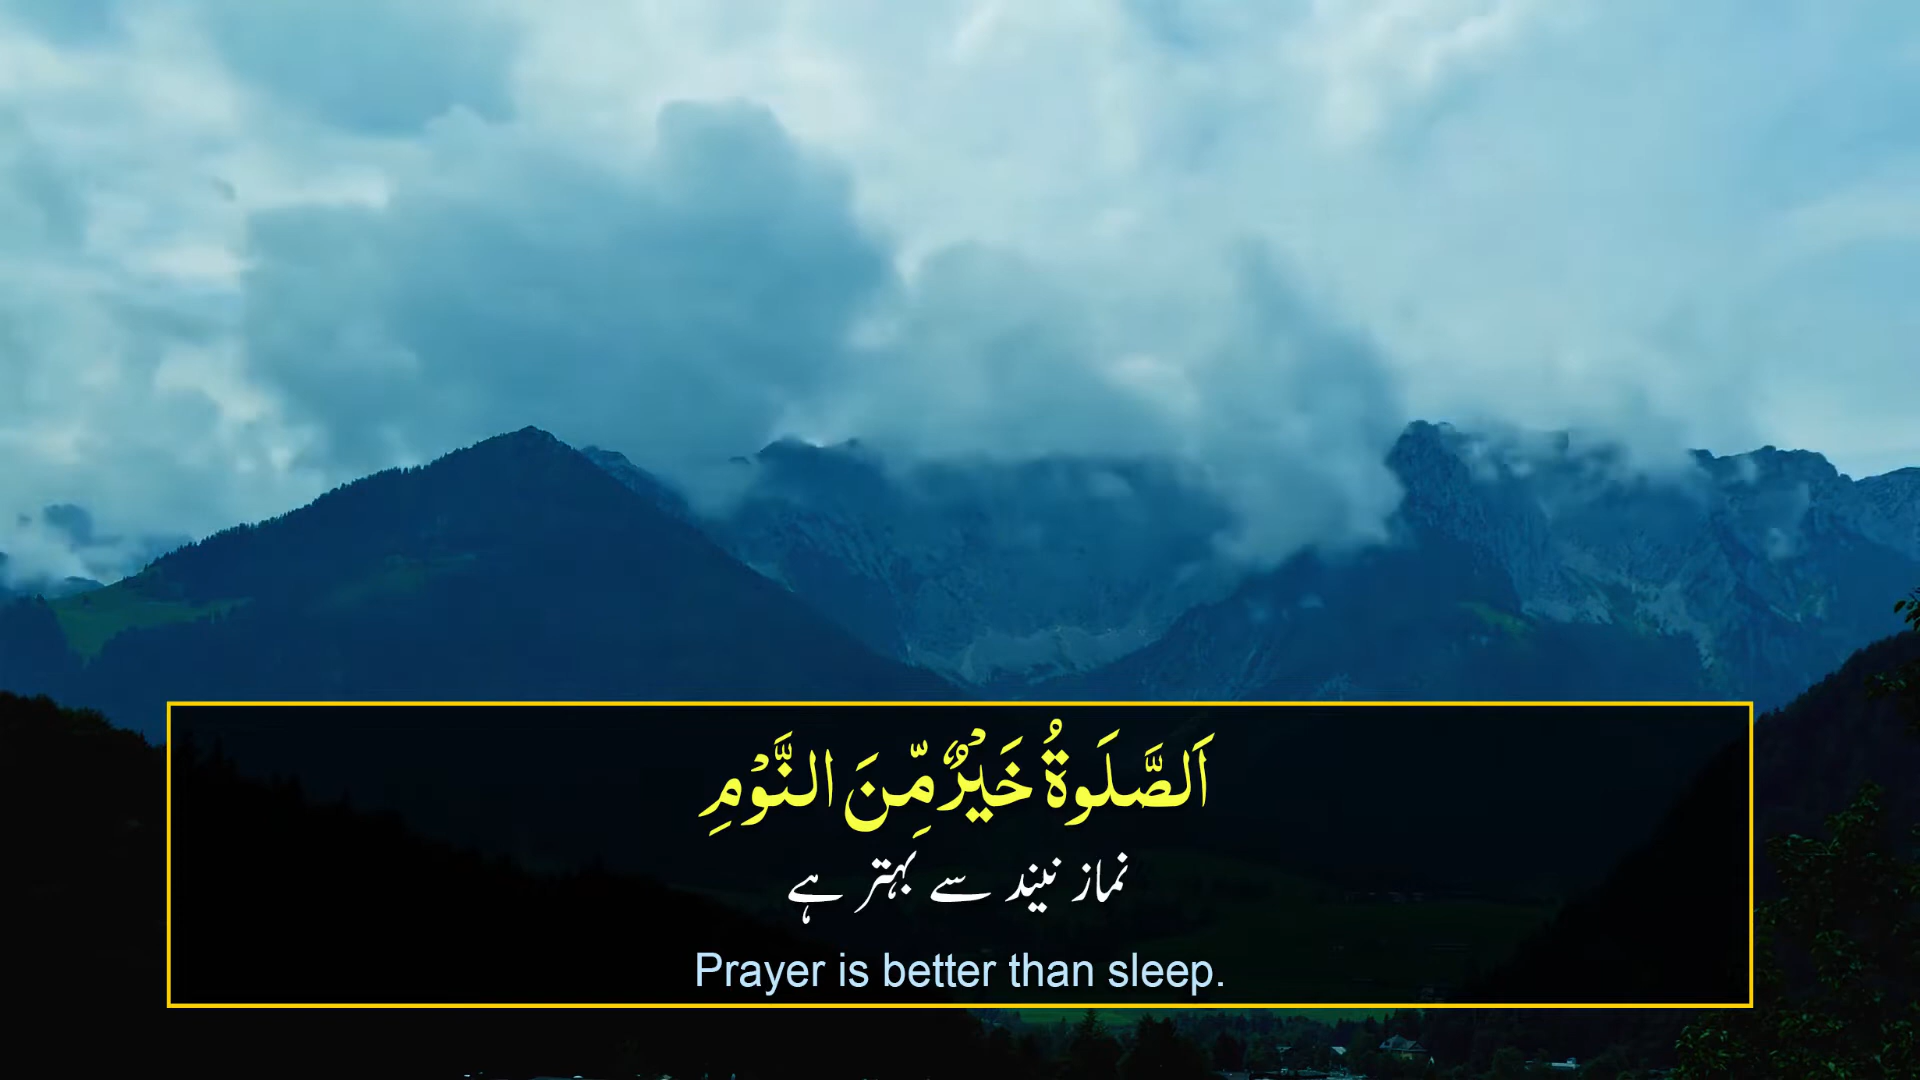 اَلصَّلَوةُ خَيْرٌ مِّنَ النَّوْمِ
نماز نیند سے بہتر ہے
Prayer is better than sleep.